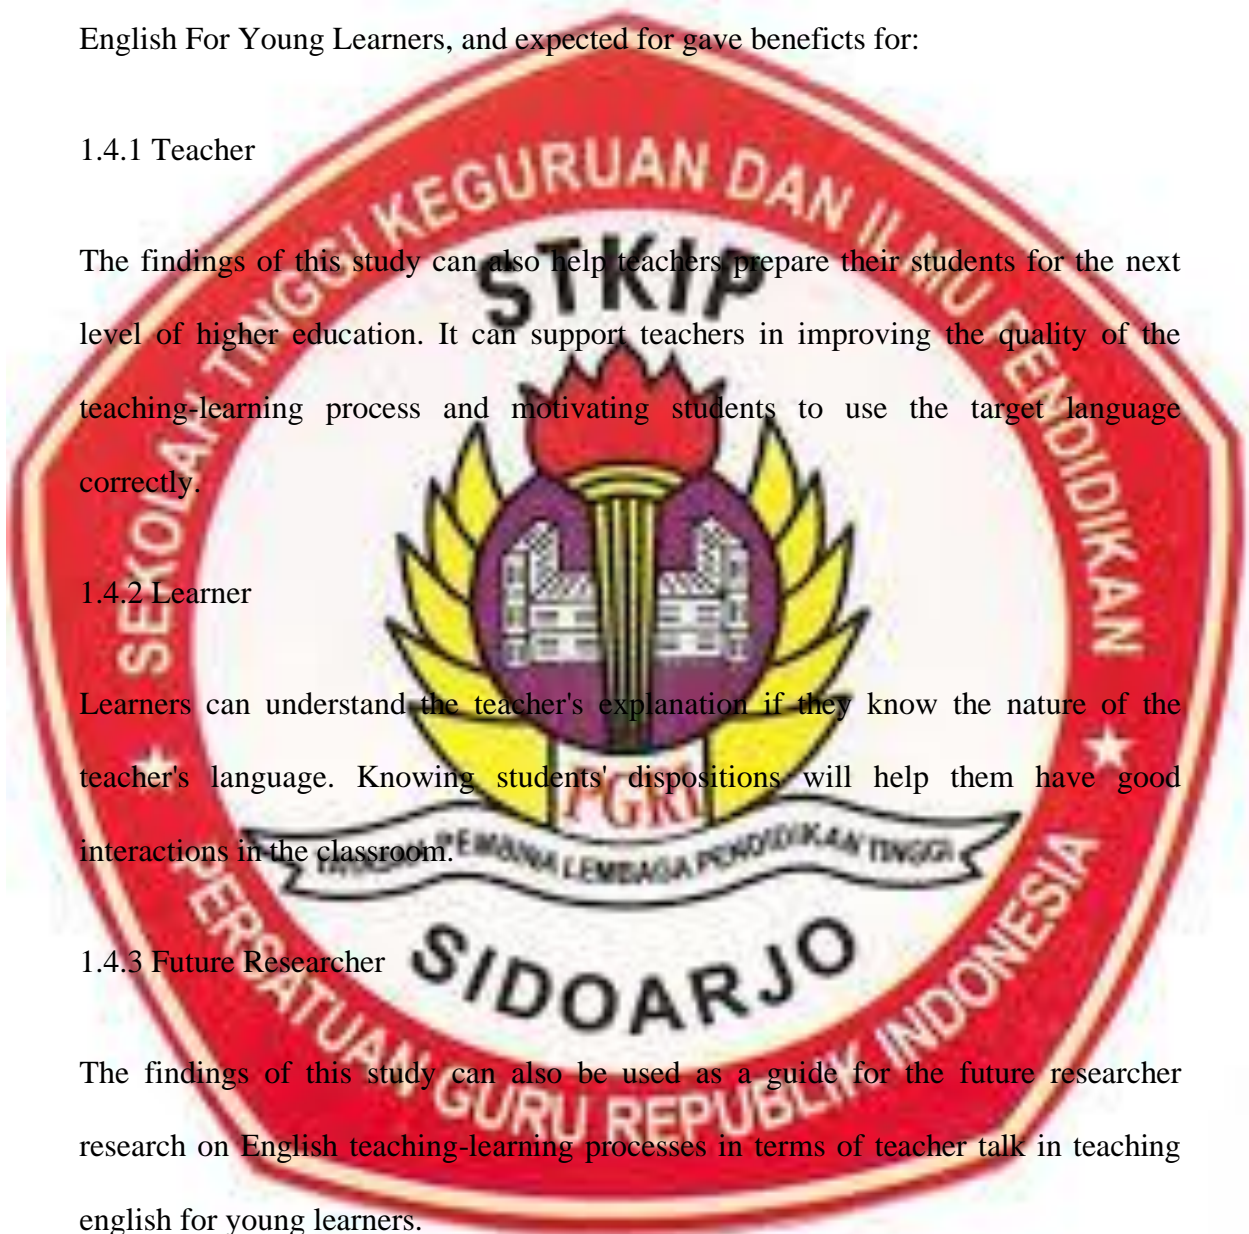 English For Young Learners, and expected for gave beneficts for:
1.4.1 Teacher
The findings of this study can also help teachers prepare their students for the next
level of higher education. It can support teachers in improving the quality of the
teaching-learning process and motivating students to use the target language
correctly.
1.4.2 Learner
Learners can understand the teacher's explanation if they know the nature of the
teacher's language. Knowing students' dispositions will help them have good
interactions in the classroom.
1.4.3 Future Researcher
The findings of this study can also be used as a guide for the future researcher
research on English teaching-learning processes in terms of teacher talk in teaching
english for young learners.
SEKOLAH TINGGI KEGURUAN DAN ILMU PENDIDIKAN
STKIP
PGRI
PEMBINA LEMBAGA PENDIDIKAN TINGGI
SIDOARJO
PERSATUAN GURU REPUBLIK INDONESIA